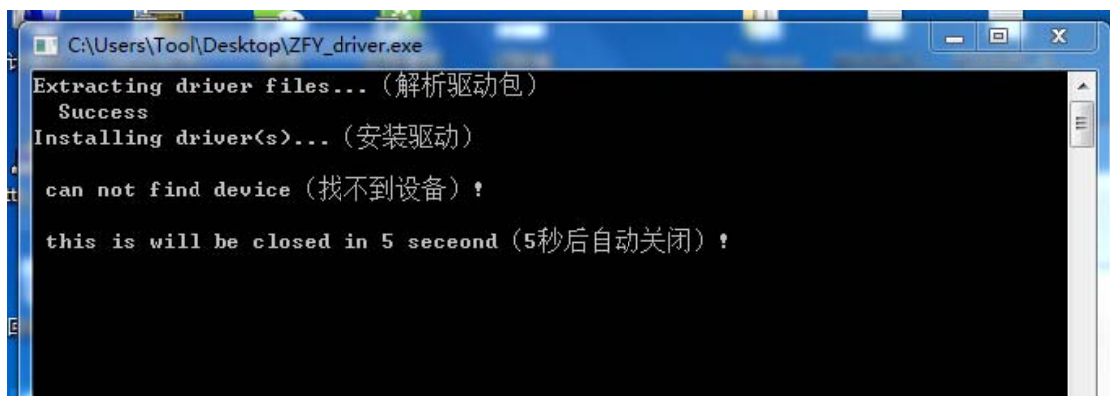 C:\Users\Tool\Desktop\ZFY_driver.exe
Extracting driver files...（解析驱动包）
Success
Installing driver(s)...（安装驱动）
can not find device（找不到设备）!
this is will be closed in 5 seceond（5秒后自动关闭）!